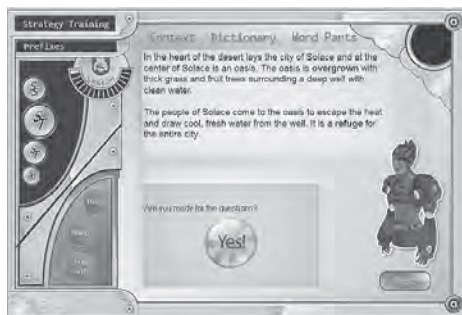 Strategy Training
Prefixes
Context Dictionary Word Parts
In the heart of the desert lays the city of Solace and at the
center of Solace is an oasis. The oasis is overgrown with
thick grass and fruit trees surrounding a deep well with
clean water.
The people of Solace come to the oasis to escape the heat
and draw cool, fresh water from the well. It is a refuge for
the entire city.
Are you ready for the questions?
Yes!